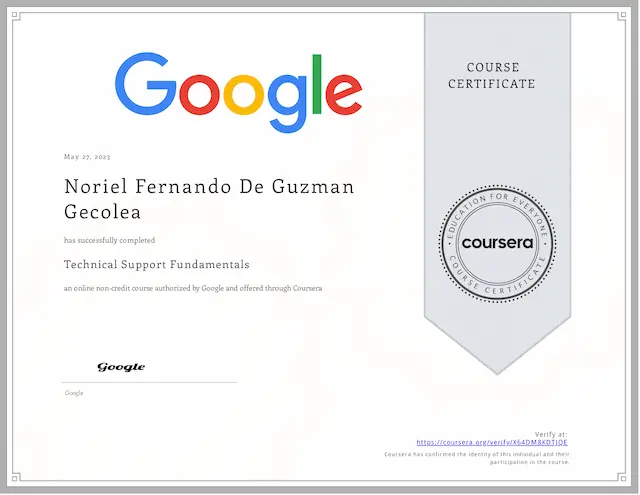 Google
COURSE
CERTIFICATE
May 27, 2023
Noriel Fernando De Guzman
Gecolea
has successfully completed
Technical Support Fundamentals
an online non-credit course authorized by Google and offered through Coursera
EDUCATION FOR EVERYONE
coursera
COURSE CERTIFICATE
Google
Google
Verify at:
https://coursera.org/verify/X64DM8KDTJQE
Coursera has confirmed the identity of this individual and their
participation in the course.